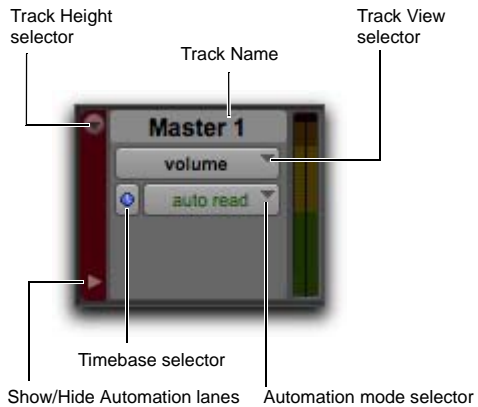 Track Height
selector
Track View
selector
Track Name
Master 1
volume
auto read
Timebase selector
Show/Hide Automation lanes
Automation mode selector